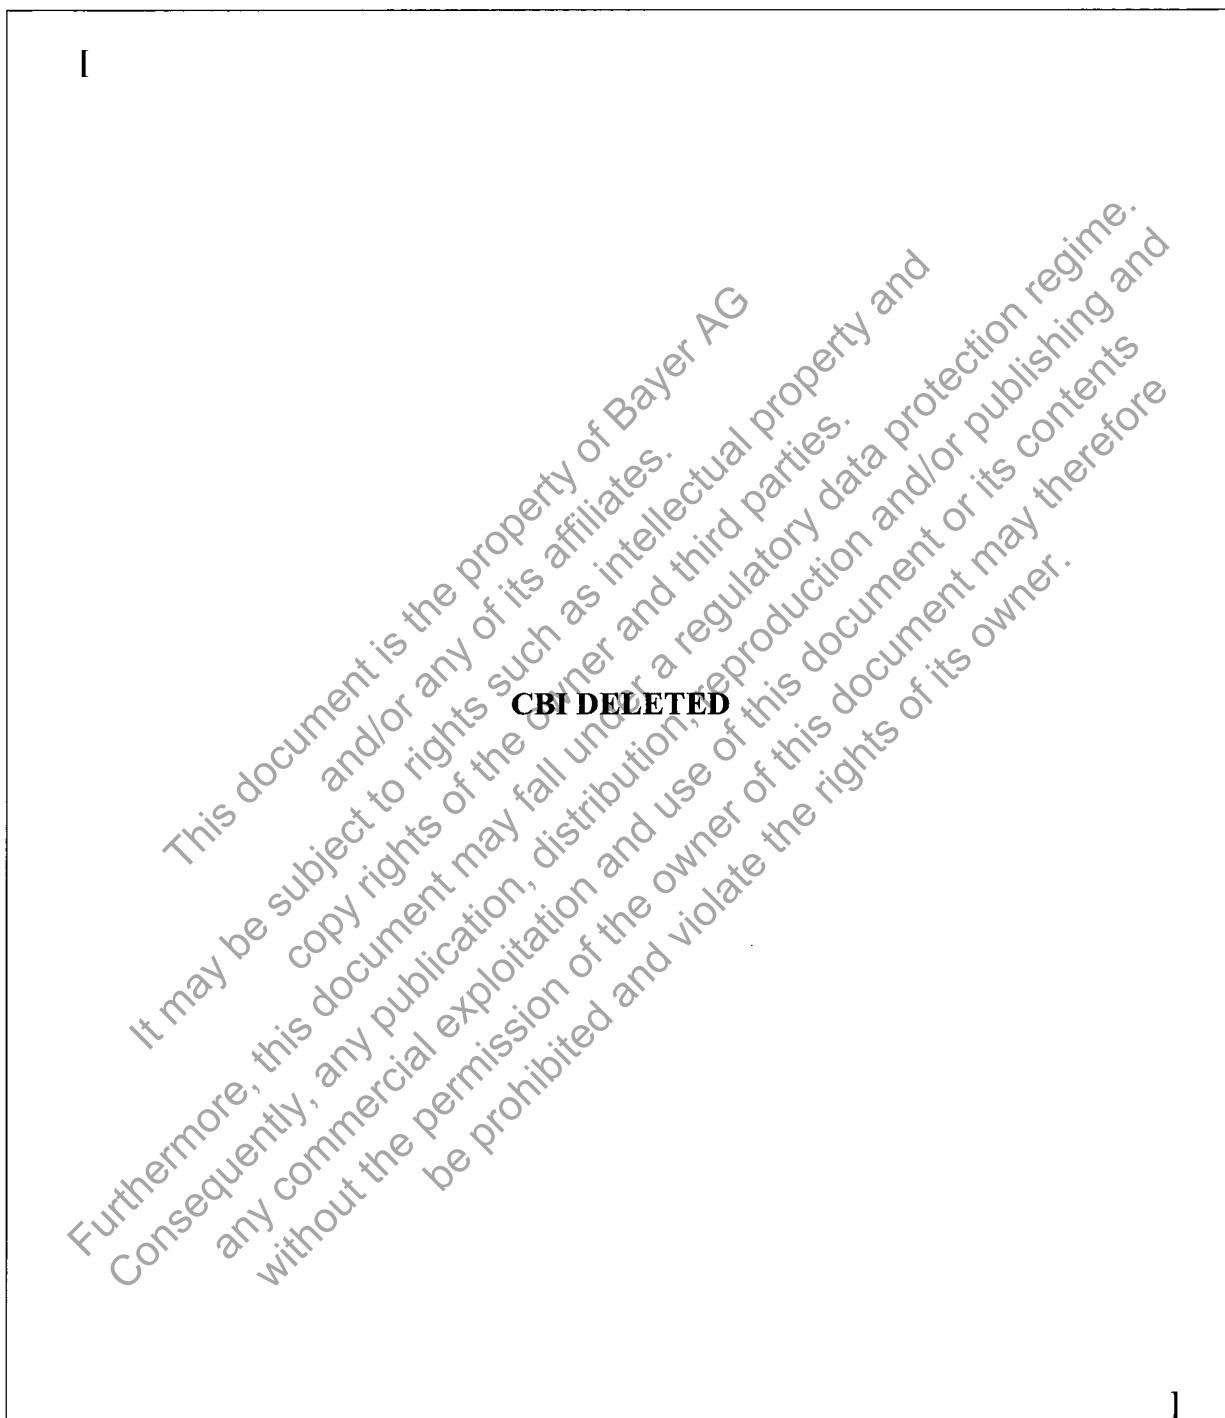 [
This document is the property of Bayer AG
and/or any of its affiliates.
It may be subject to rights such as intellectual property and
copy rights of the owner and third parties.
Furthermore, this document may fall under a regulatory data protection regime.
Consequently, any publication, distribution, reproduction and/or publishing and
any commercial exploitation and use of this document or its contents
without the permission of the owner of this document may therefore
be prohibited and violate the rights of its owner.
CBI DELETED
]